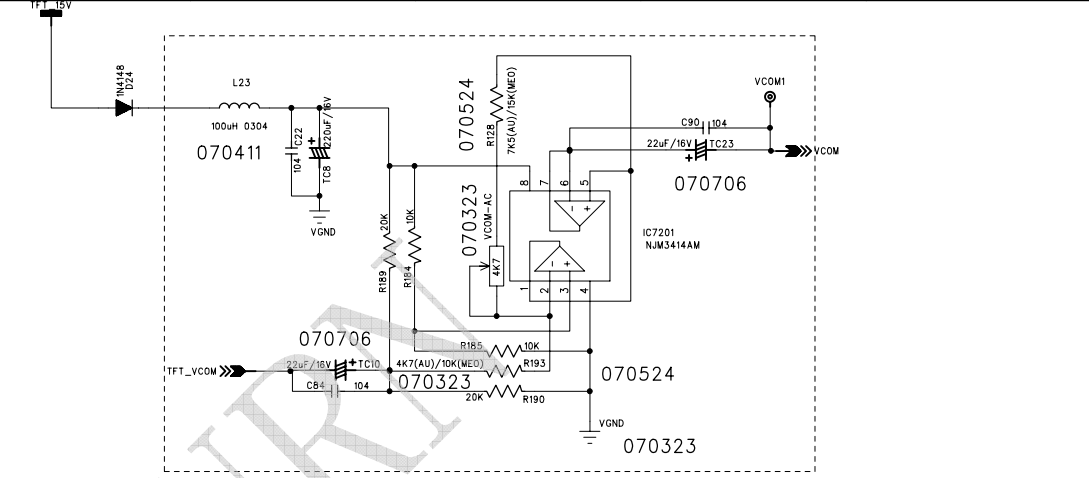 TFT_15V
1N4148
D24
L23
100uH 0304
070411
C22
104
220uF/16V
TC8
VGND
20K
R189
10K
R184
070524
R128
7K5(AU)/15K(MEO)
070323
VCOM-AC
4K7
8
7
6
5
1
2
3
4
IC7201
NJM3414AM
C90
104
22uF/16V
TC23
070706
VCOM1
VCOM
070706
TFT_VCOM
22uF/16V
TC10
C84
104
4K7(AU)/10K(MEO)
070323
R185
10K
R193
20K
R190
070524
VGND
070323